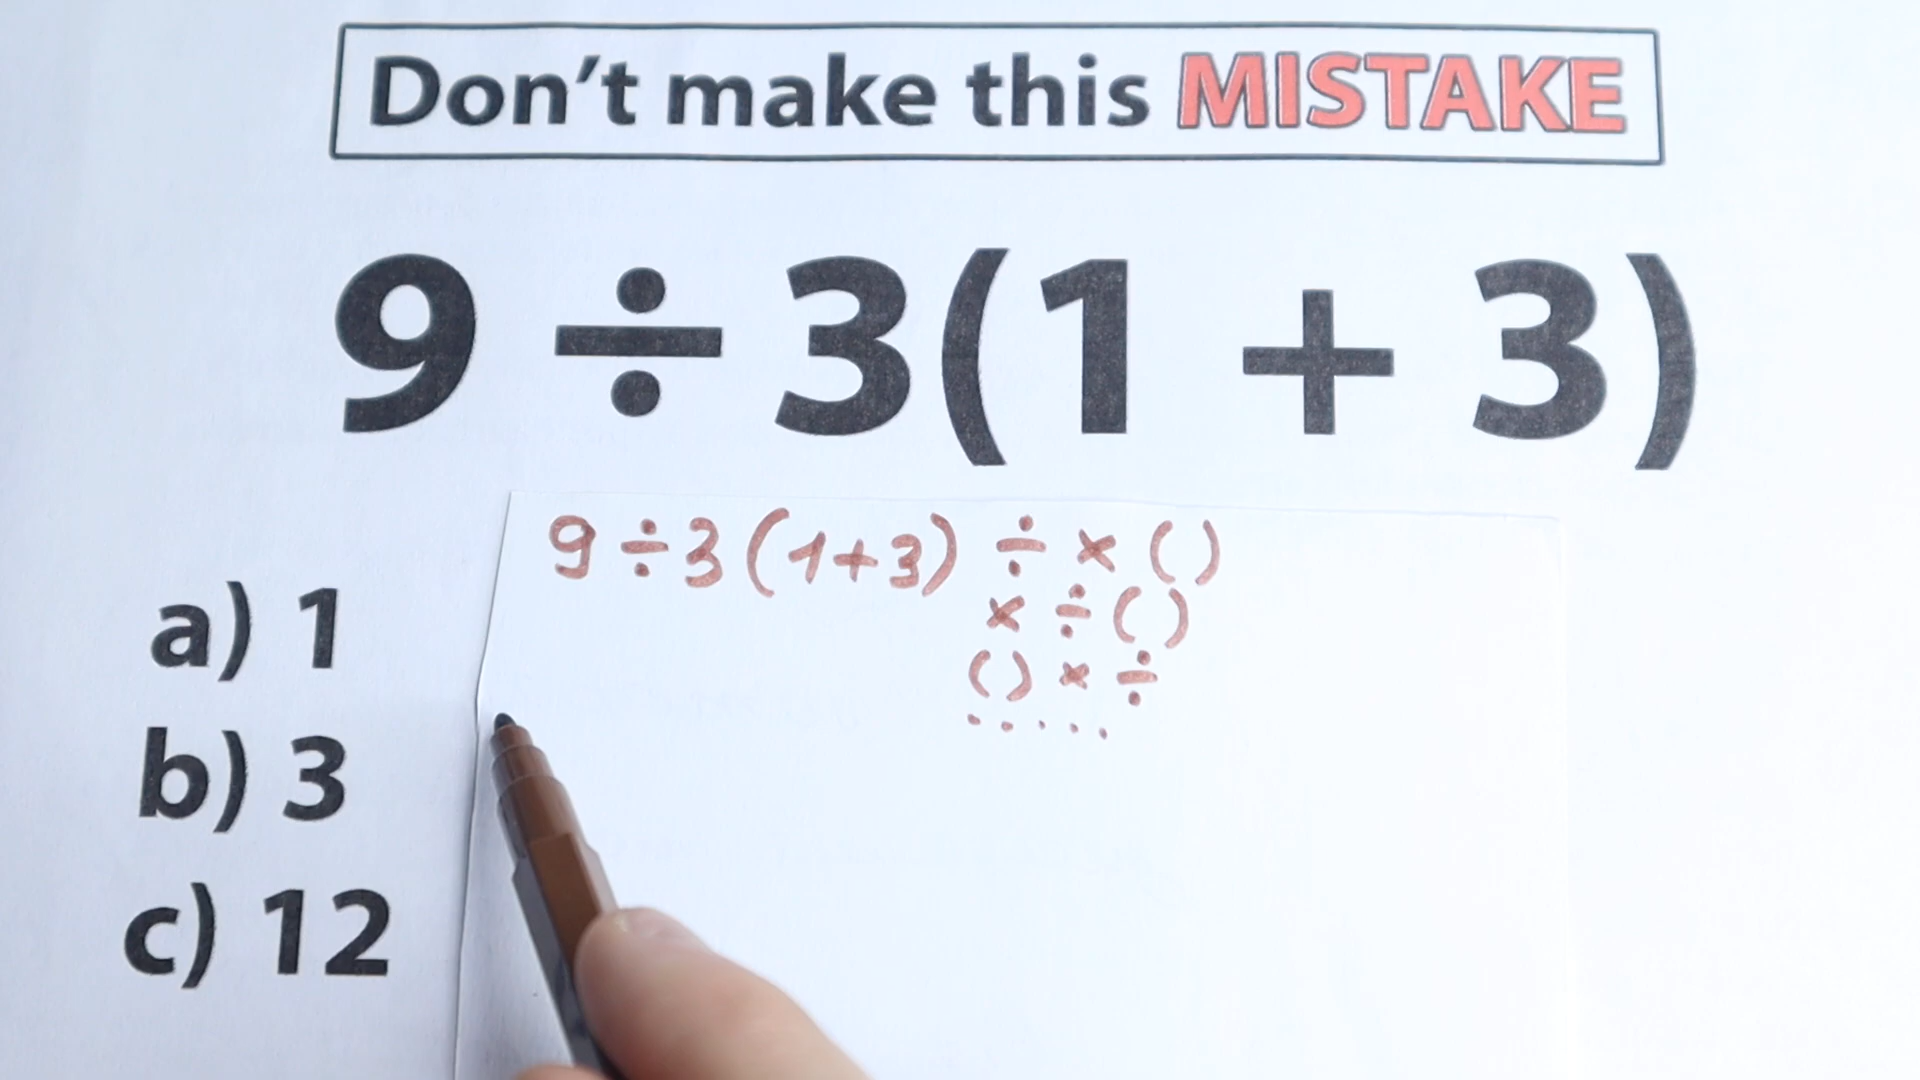 Don't make this MISTAKE
9 ÷ 3(1 + 3)
9÷3(1+3) ÷ × ()
× ÷ ()
() × ÷
.....
a) 1
b) 3
c) 12